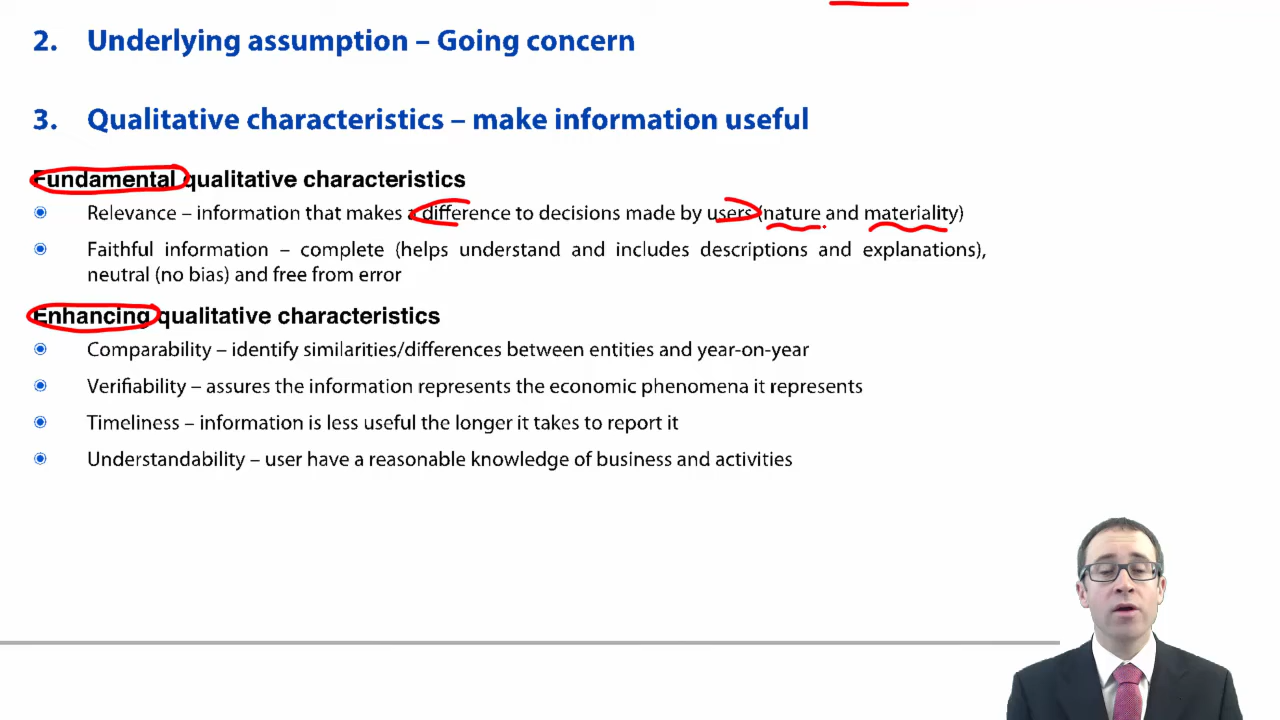 2. Underlying assumption – Going concern
3. Qualitative characteristics – make information useful
Fundamental qualitative characteristics
Relevance – information that makes a difference to decisions made by users (nature and materiality)
Faithful information – complete (helps understand and includes descriptions and explanations),
neutral (no bias) and free from error
Enhancing qualitative characteristics
Comparability – identify similarities/differences between entities and year-on-year
Verifiability – assures the information represents the economic phenomena it represents
Timeliness – information is less useful the longer it takes to report it
Understandability – user have a reasonable knowledge of business and activities